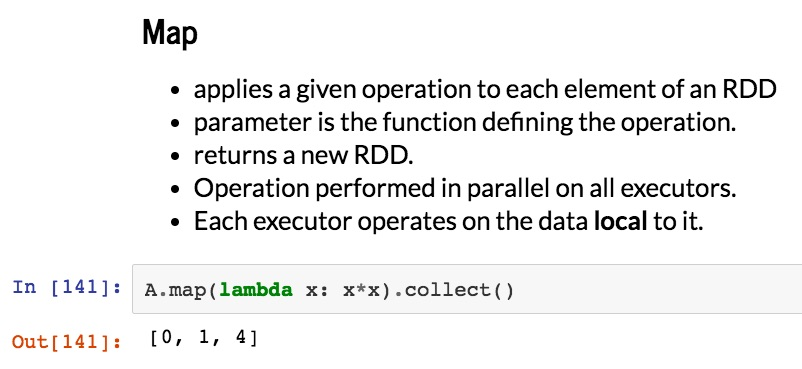 Map
• applies a given operation to each element of an RDD
• parameter is the function defining the operation.
• returns a new RDD.
• Operation performed in parallel on all executors.
• Each executor operates on the data local to it.
In [141]: A.map(lambda x: x*x).collect()
Out[141]: [0, 1, 4]